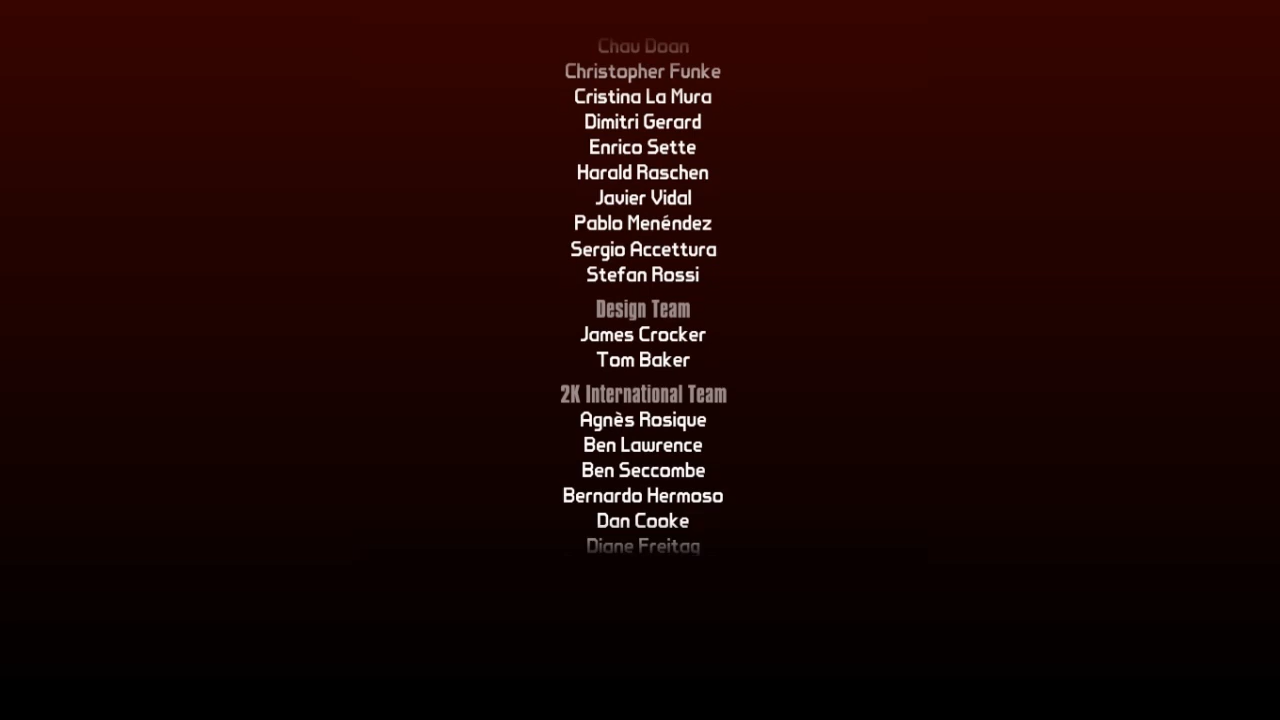 Chau Doan
Christopher Funke
Cristina La Mura
Dimitri Gerard
Enrico Sette
Harald Raschen
Javier Vidal
Pablo Menéndez
Sergio Accettura
Stefan Rossi
Design Team
James Crocker
Tom Baker
2K International Team
Agnès Rosique
Ben Lawrence
Ben Seccombe
Bernardo Hermoso
Dan Cooke
Diane Freitag